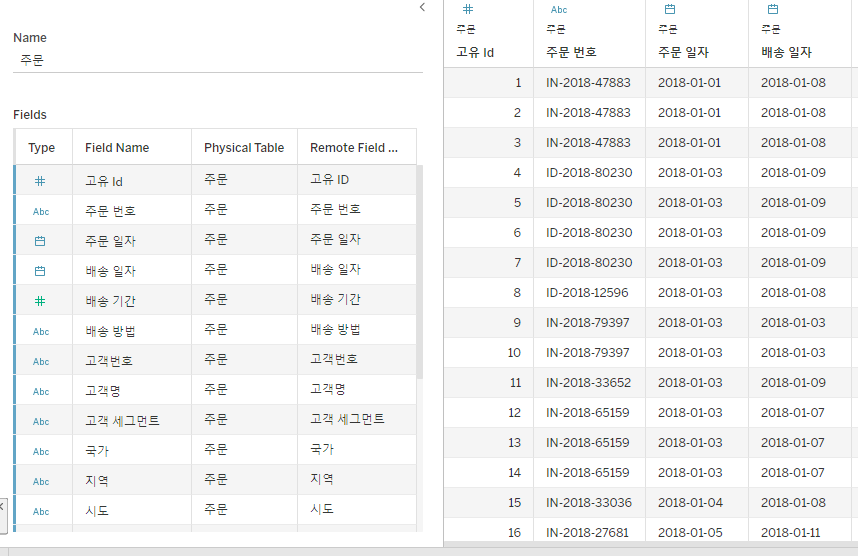 Name
주문
Fields
Type Field Name Physical Table Remote Field ...
# 고유 Id 주문 고유 ID
Abc 주문 번호 주문 주문 번호
주문 일자 주문 주문 일자
배송 일자 주문 배송 일자
# 배송 기간 주문 배송 기간
Abc 배송 방법 주문 배송 방법
Abc 고객번호 주문 고객번호
Abc 고객명 주문 고객명
Abc 고객 세그먼트 주문 고객 세그먼트
Abc 국가 주문 국가
Abc 지역 주문 지역
Abc 시도 주문 시도
# Abc
주문 주문 주문 주문
고유 Id 주문 번호 주문 일자 배송 일자
1 IN-2018-47883 2018-01-01 2018-01-08
2 IN-2018-47883 2018-01-01 2018-01-08
3 IN-2018-47883 2018-01-01 2018-01-08
4 ID-2018-80230 2018-01-03 2018-01-09
5 ID-2018-80230 2018-01-03 2018-01-09
6 ID-2018-80230 2018-01-03 2018-01-09
7 ID-2018-80230 2018-01-03 2018-01-09
8 ID-2018-12596 2018-01-03 2018-01-08
9 IN-2018-79397 2018-01-03 2018-01-03
10 IN-2018-79397 2018-01-03 2018-01-03
11 IN-2018-33652 2018-01-03 2018-01-09
12 IN-2018-65159 2018-01-03 2018-01-07
13 IN-2018-65159 2018-01-03 2018-01-07
14 IN-2018-65159 2018-01-03 2018-01-07
15 IN-2018-33036 2018-01-04 2018-01-08
16 IN-2018-27681 2018-01-05 2018-01-11